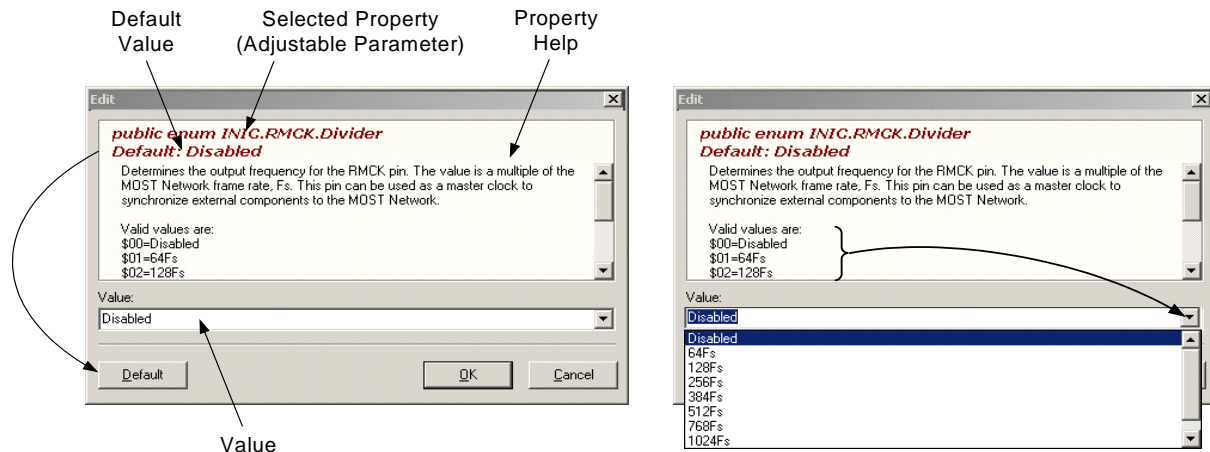 Default
Value
Selected Property
(Adjustable Parameter)
Property
Help
Edit
public enum INIC.RMCK.Divider
Default: Disabled
Determines the output frequency for the RMCK pin. The value is a multiple of the
MOST Network frame rate, Fs. This pin can be used as a master clock to
synchronize external components to the MOST Network.
Valid values are:
$00=Disabled
$01=64Fs
$02=128Fs
Value:
Disabled
Default
OK
Cancel
Value
Edit
public enum INIC.RMCK.Divider
Default: Disabled
Determines the output frequency for the RMCK pin. The value is a multiple of the
MOST Network frame rate, Fs. This pin can be used as a master clock to
synchronize external components to the MOST Network.
Valid values are:
$00=Disabled
$01=64Fs
$02=128Fs
Value:
Disabled
Disabled
64Fs
128Fs
256Fs
384Fs
512Fs
768Fs
1024Fs